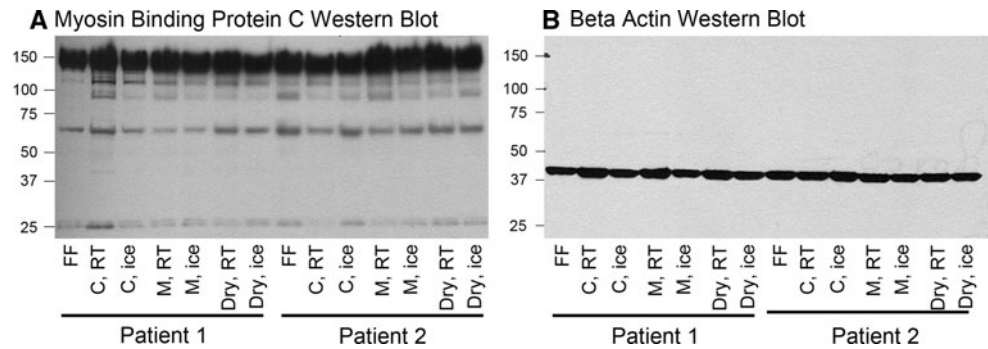 A Myosin Binding Protein C Western Blot
150
100
75
50
37
25
FF
C, RT
C, ice
M, RT
M, ice
Dry, RT
Dry, ice
FF
C, RT
C, ice
M, RT
M, ice
Dry, RT
Dry, ice
Patient 1
Patient 2
B Beta Actin Western Blot
150
100
75
50
37
25
FF
C, RT
C, ice
M, RT
M, ice
Dry, RT
Dry, ice
FF
C, RT
C, ice
M, RT
M, ice
Dry, RT
Dry, ice
Patient 1
Patient 2